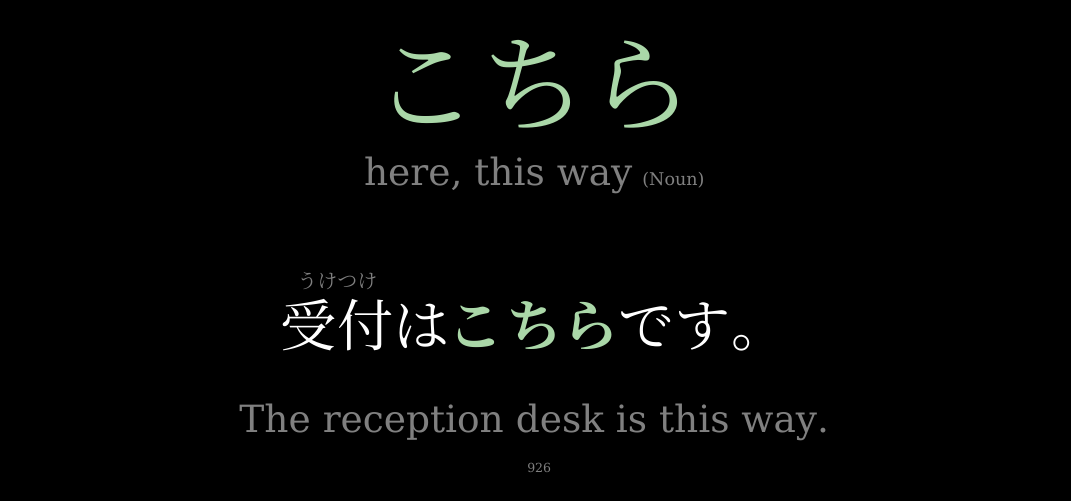 こちら
here, this way (Noun)
うけつけ
受付はこちらです。
The reception desk is this way.
926